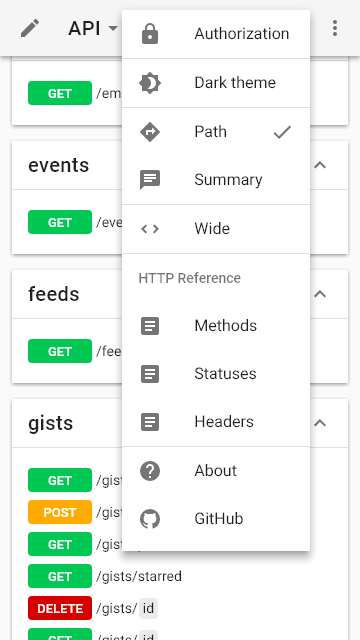 API
Authorization
Dark theme
Path
Summary
Wide
HTTP Reference
Methods
Statuses
Headers
About
GitHub
GET /em
events
GET /eve
feeds
GET /fee
gists
GET /gist
POST /gist
GET /gist
GET /gists/starred
DELETE /gists/ id
GET /gists/ id